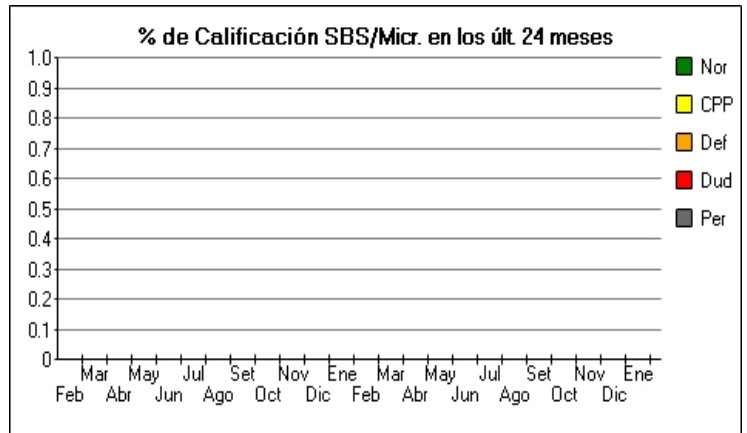 % de Calificación SBS/Micr. en los últ. 24 meses
1.0
0.9
0.8
0.7
0.6
0.5
0.4
0.3
0.2
0.1
0
Mar May Jul Set Nov Ene Mar May Jul Set Nov Ene
Feb Abr Jun Ago Oct Dic Feb Abr Jun Ago Oct Dic
Nor
CPP
Def
Dud
Per